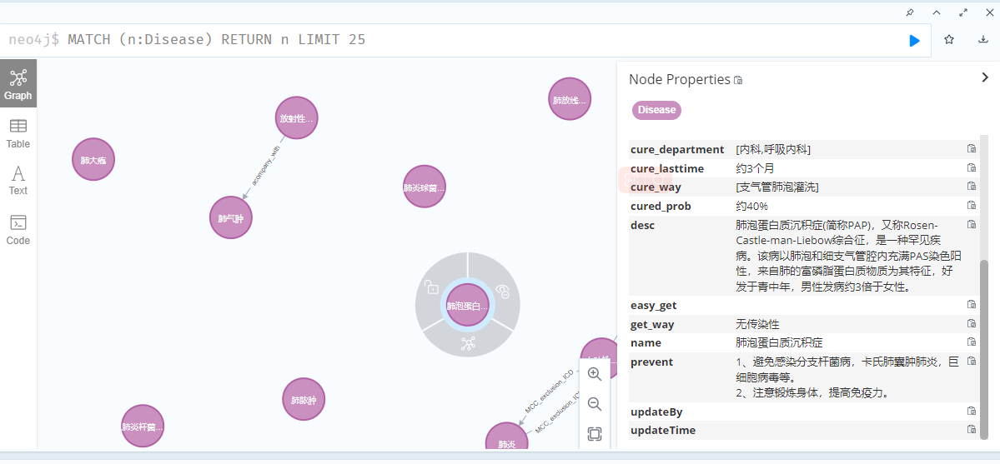 neo4j$ MATCH (n:Disease) RETURN n LIMIT 25
Graph
Table
Text
Code
肺放线...
放射性...
acompany_with
肺大疱
肺炎球菌...
肺气肿
肺泡蛋白...
MCC_exclusion_ICD
肺脓肿
肺炎杆菌...
肺炎
Node Properties
Disease
cure_department [内科,呼吸内科]
cure_lasttime 约3个月
cure_way [支气管肺泡灌洗]
cured_prob 约40%
desc 肺泡蛋白质沉积症(简称PAP)，又称Rosen-
Castle-man-Liebow综合征，是一种罕见疾
病。该病以肺泡和细支气管腔内充满PAS染色阳
性，来自肺的富磷脂蛋白质物质为其特征，好
发于青中年，男性发病约3倍于女性。
easy_get
get_way 无传染性
name 肺泡蛋白质沉积症
prevent 1、避免感染分支杆菌病，卡氏肺囊肿肺炎，巨
细胞病毒等。
2、注意锻炼身体，提高免疫力。
updateBy
updateTime